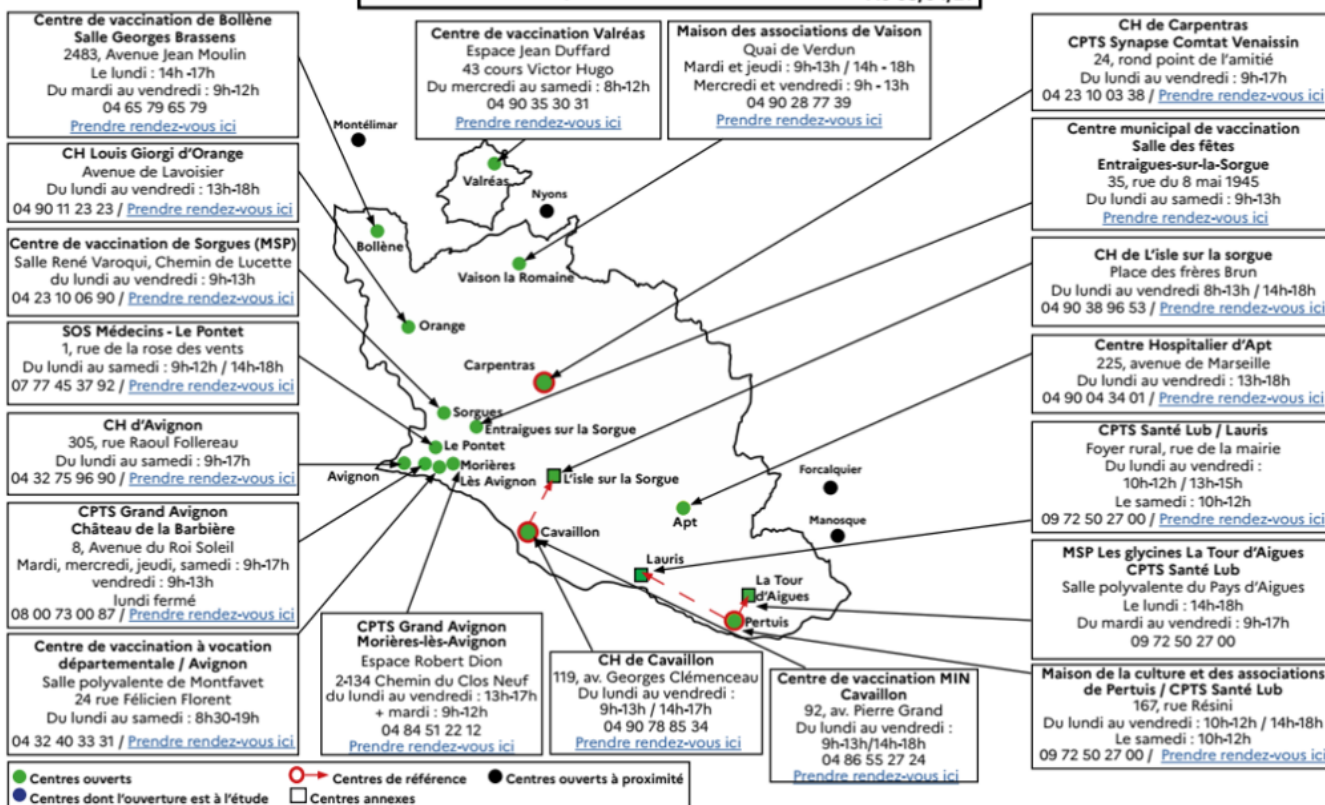 Centre de vaccination de Bollène
Salle Georges Brassens
2483, Avenue Jean Moulin
Le lundi : 14h -17h
Du mardi au vendredi : 9h-12h
04 65 79 65 79
Prendre rendez-vous ici
CH Louis Giorgi d'Orange
Avenue de Lavoisier
Du lundi au vendredi : 13h-18h
04 90 11 23 23 / Prendre rendez-vous ici
Centre de vaccination de Sorgues (MSP)
Salle René Varoqui, Chemin de Lucette
du lundi au vendredi : 9h-13h
04 23 10 06 90 / Prendre rendez-vous ici
SOS Médecins - Le Pontet
1, rue de la rose des vents
Du lundi au samedi : 9h-12h / 14h-18h
07 77 45 37 92 / Prendre rendez-vous ici
CH d'Avignon
305, rue Raoul Follereau
Du lundi au samedi : 9h-17h
04 32 75 96 90 / Prendre rendez-vous ici
CPTS Grand Avignon
Château de la Barbière
8, Avenue du Roi Soleil
Mardi, mercredi, jeudi, samedi : 9h-17h
vendredi : 9h-13h
lundi fermé
08 00 73 00 87 / Prendre rendez-vous ici
Centre de vaccination à vocation
départementale / Avignon
Salle polyvalente de Montfavet
24 rue Félicien Florent
Du lundi au samedi : 8h30-19h
04 32 40 33 31 / Prendre rendez-vous ici
Centre de vaccination Valréas
Espace Jean Duffard
43 cours Victor Hugo
Du mercredi au samedi : 8h-12h
04 90 35 30 31
Prendre rendez-vous ici
Maison des associations de Vaison
Quai de Verdun
Mardi et jeudi : 9h-13h / 14h - 18h
Mercredi et vendredi : 9h - 13h
04 90 28 77 39
Prendre rendez-vous ici
Montélimar
Valréas
Nyons
Bollène
Vaison la Romaine
Orange
Carpentras
Sorgues
Entraigues sur la Sorgue
Le Pontet
Avignon
Morières
Lès Avignon
L'isle sur la Sorgue
Forcalquier
Apt
Cavaillon
Manosque
Lauris
La Tour
d'Aigues
Pertuis
CPTS Grand Avignon
Morières-lès-Avignon
Espace Robert Dion
2-134 Chemin du Clos Neuf
du lundi au vendredi : 13h-17h
+ mardi : 9h-12h
04 84 51 22 12
Prendre rendez-vous ici
CH de Cavaillon
119, av. Georges Clémenceau
Du lundi au vendredi :
9h-13h / 14h-17h
04 90 78 85 34
Prendre rendez-vous ici
Centre de vaccination MIN
Cavaillon
92, av. Pierre Grand
Du lundi au vendredi :
9h-13h/14h-18h
04 86 55 27 24
Prendre rendez-vous ici
CH de Carpentras
CPTS Synapse Comtat Venaissin
24, rond point de l'amitié
Du lundi au vendredi : 9h-17h
04 23 10 03 38 / Prendre rendez-vous ici
Centre municipal de vaccination
Salle des fêtes
Entraigues-sur-la-Sorgue
35, rue du 8 mai 1945
Du lundi au samedi : 9h-13h
Prendre rendez-vous ici
CH de L'isle sur la sorgue
Place des frères Brun
Du lundi au vendredi 8h-13h / 14h-18h
04 90 38 96 53 / Prendre rendez-vous ici
Centre Hospitalier d'Apt
225, avenue de Marseille
Du lundi au vendredi : 13h-18h
04 90 04 34 01 / Prendre rendez-vous ici
CPTS Santé Lub / Lauris
Foyer rural, rue de la mairie
Du lundi au vendredi :
10h-12h / 13h-15h
Le samedi : 10h-12h
09 72 50 27 00 / Prendre rendez-vous ici
MSP Les glycines La Tour d'Aigues
CPTS Santé Lub
Salle polyvalente du Pays d'Aigues
Le lundi : 14h-18h
Du mardi au vendredi : 9h-17h
09 72 50 27 00
Maison de la culture et des associations
de Pertuis / CPTS Santé Lub
167, rue Résini
Du lundi au vendredi : 10h-12h / 14h-18h
Le samedi : 10h-12h
09 72 50 27 00 / Prendre rendez-vous ici
Centres ouverts
Centres de référence
Centres ouverts à proximité
Centres dont l'ouverture est à l'étude
Centres annexes